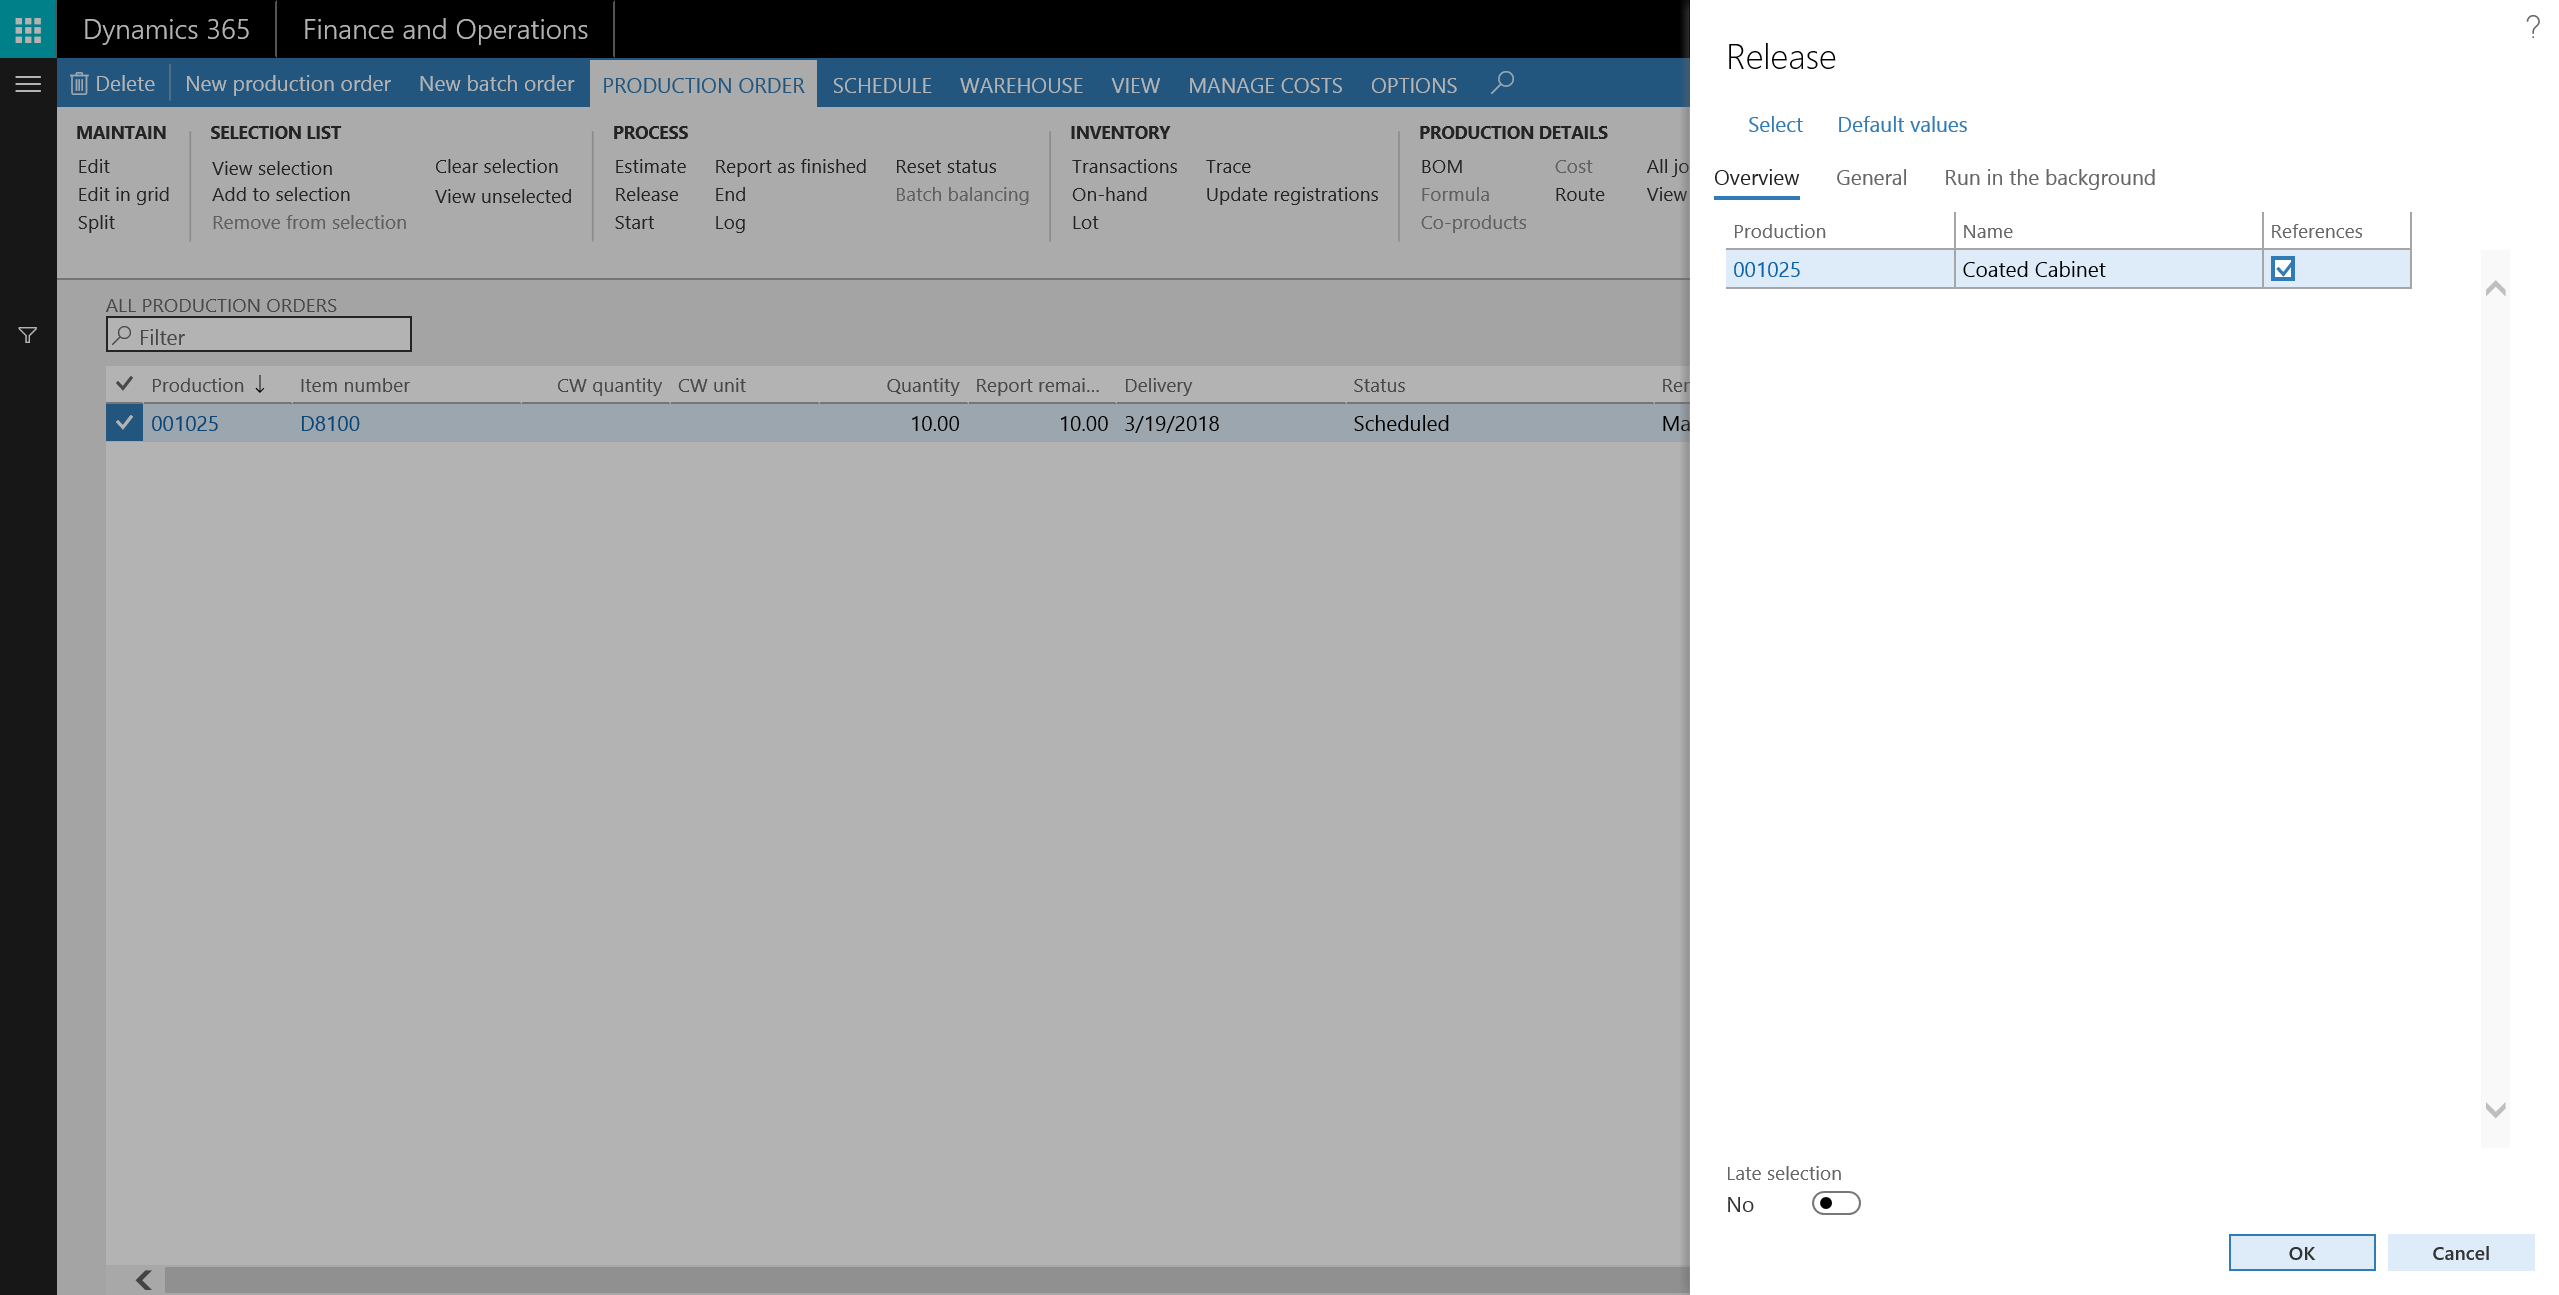 Dynamics 365 Finance and Operations
Delete New production order New batch order PRODUCTION ORDER SCHEDULE WAREHOUSE VIEW MANAGE COSTS OPTIONS
MAINTAIN
Edit
Edit in grid
Split
SELECTION LIST
View selection
Add to selection
Remove from selection
Clear selection
View unselected
PROCESS
Estimate
Release
Start
Report as finished
End
Log
Reset status
Batch balancing
INVENTORY
Transactions
On-hand
Lot
Trace
Update registrations
PRODUCTION DETAILS
BOM
Formula
Co-products
Cost
Route
All jo
View
ALL PRODUCTION ORDERS
Filter
Production Item number CW quantity CW unit Quantity Report remai... Delivery Status Rer
001025 D8100 10.00 10.00 3/19/2018 Scheduled Ma
?
Release
Select Default values
Overview General Run in the background
Production Name References
001025 Coated Cabinet
Late selection
No
OK Cancel